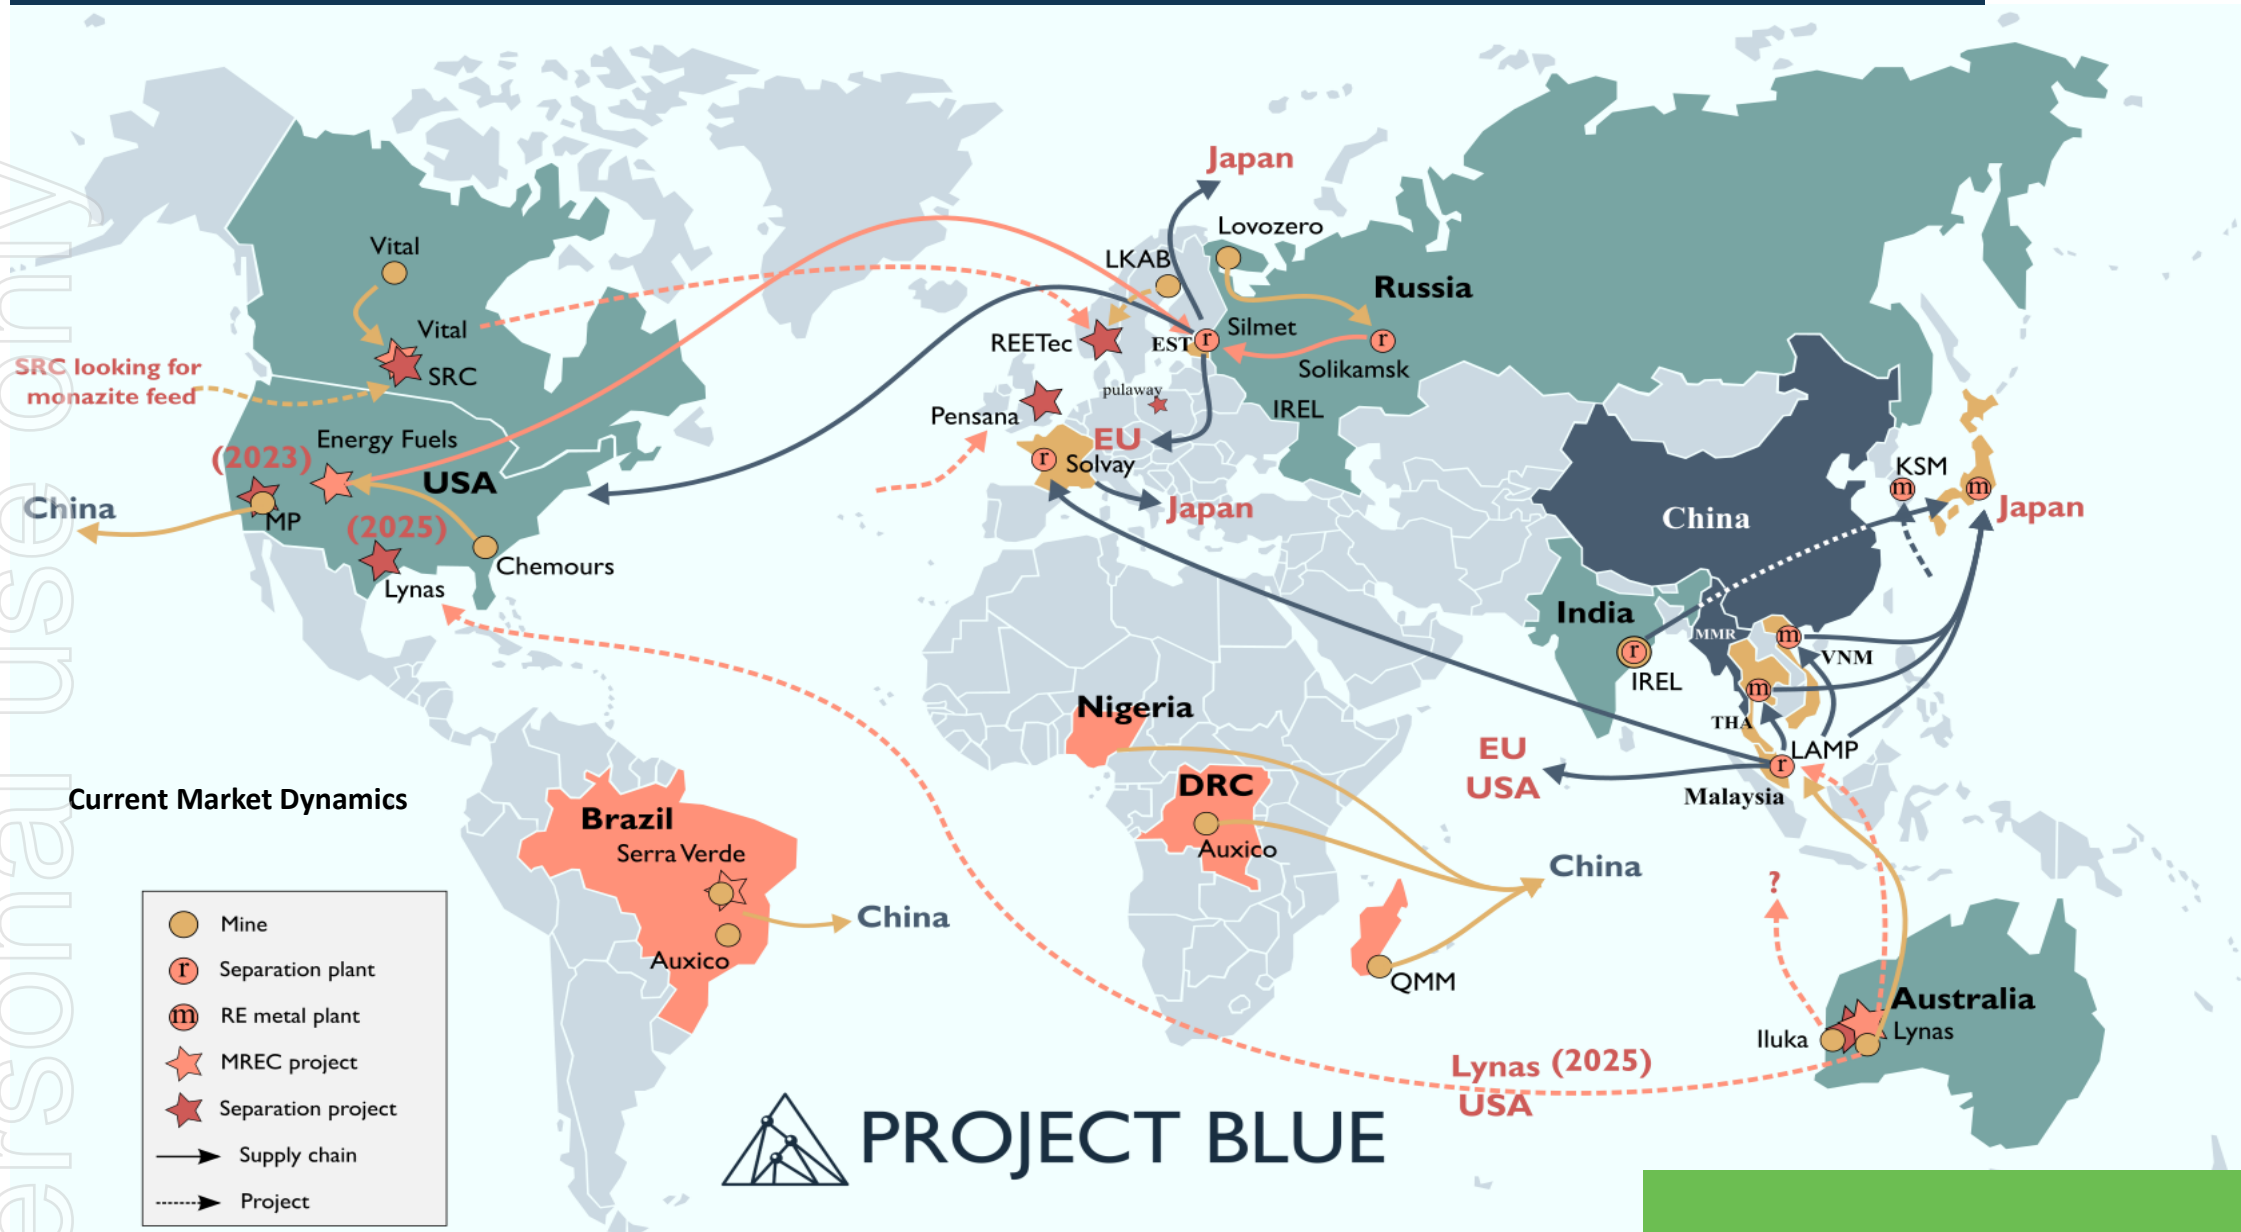 ersonal use only
Japan
Lovozero
Vital
LKAB
Russia
Vital
Silmet
REETec
EST
r
r
SRC looking for
monazite feed
SRC
Solikamsk
pulaway
Pensana
IREL
Energy Fuels
EU
(2023)
r
Solvay
KSM
USA
m
m
China
MP
Japan
Japan
China
(2025)
Chemours
Lynas
India
MMR
m
VNM
r
IREL
m
Nigeria
THA
EU
USA
LAMP
r
Malaysia
Current Market Dynamics
DRC
Brazil
Serra Verde
Auxico
China
?
China
Auxico
QMM
Australia
Iluka
Lynas
Lynas (2025)
USA
Mine
r Separation plant
m RE metal plant
MREC project
Separation project
Supply chain
Project
PROJECT BLUE